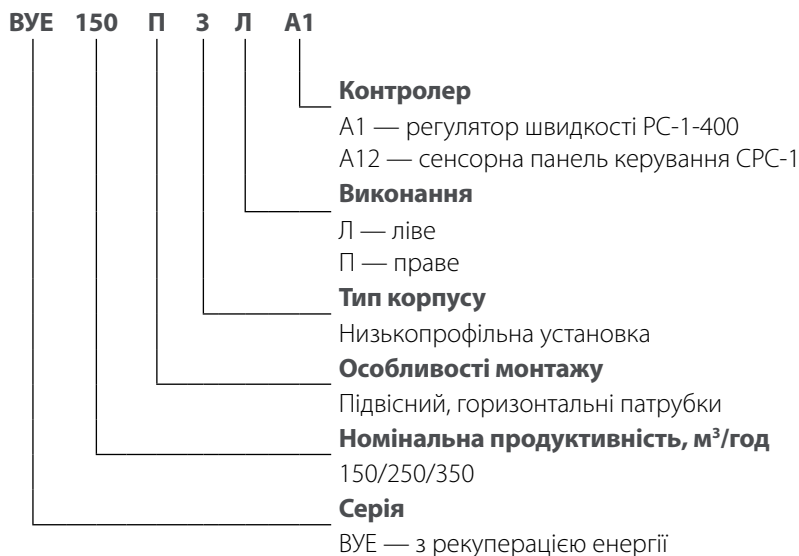 ВУЕ 150 П 3 Л А1
Контролер
А1 — регулятор швидкості РС-1-400
А12 — сенсорна панель керування СРС-1
Виконання
Л — ліве
П — праве
Тип корпусу
Низькопрофільна установка
Особливості монтажу
Підвісний, горизонтальні патрубки
Номінальна продуктивність, м³/год
150/250/350
Серія
ВУЕ — з рекуперацією енергії